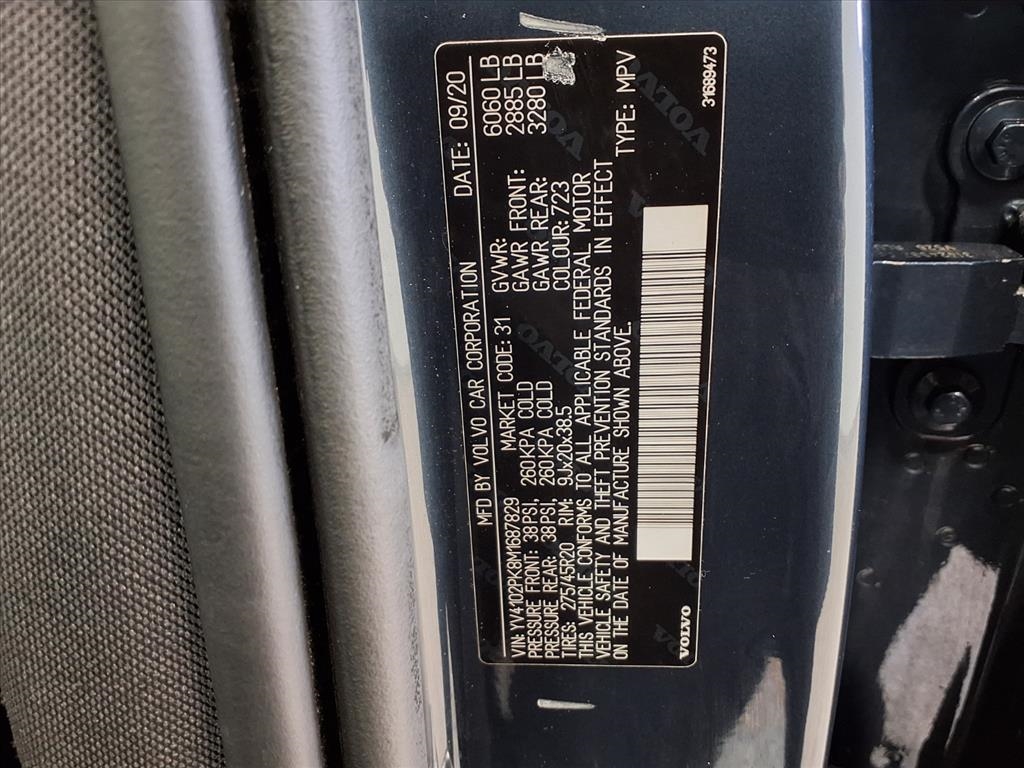 MFD BY VOLVO CAR CORPORATION DATE: 09/20
VIN: YV4102PK8M1687829 MARKET CODE: 31 GVWR: 6060 LB
PRESSURE FRONT: 38PSI, 260KPA COLD GAWR FRONT: 2885 LB
PRESSURE REAR: 38PSI, 260KPA COLD GAWR REAR: 3280 LB
TIRES: 275/45R20 RIM: 9Jx20x38.5 COLOUR: 723
THIS VEHICLE CONFORMS TO ALL APPLICABLE FEDERAL MOTOR
VEHICLE SAFETY AND THEFT PREVENTION STANDARDS IN EFFECT
ON THE DATE OF MANUFACTURE SHOWN ABOVE. TYPE: MPV
VOLVO
31689473